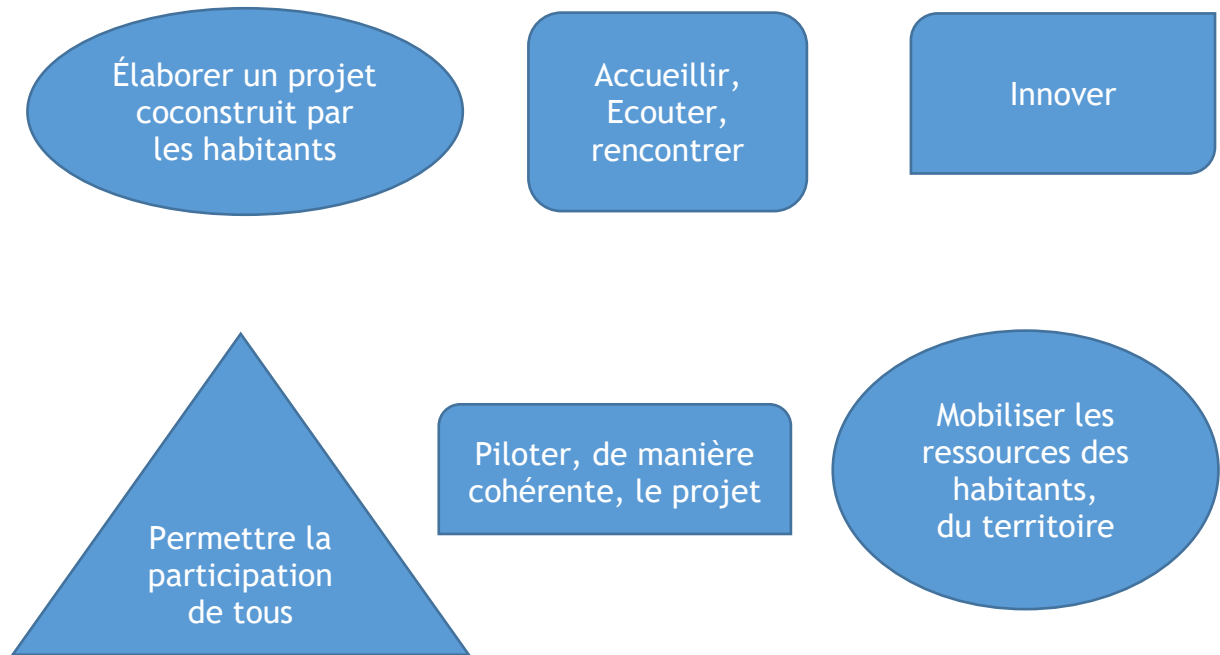 Élaborer un projet
coconstruit par
les habitants
Accueillir,
Ecouter,
rencontrer
Innover
Permettre la
participation
de tous
Piloter, de manière
cohérente, le projet
Mobiliser les
ressources des
habitants,
du territoire